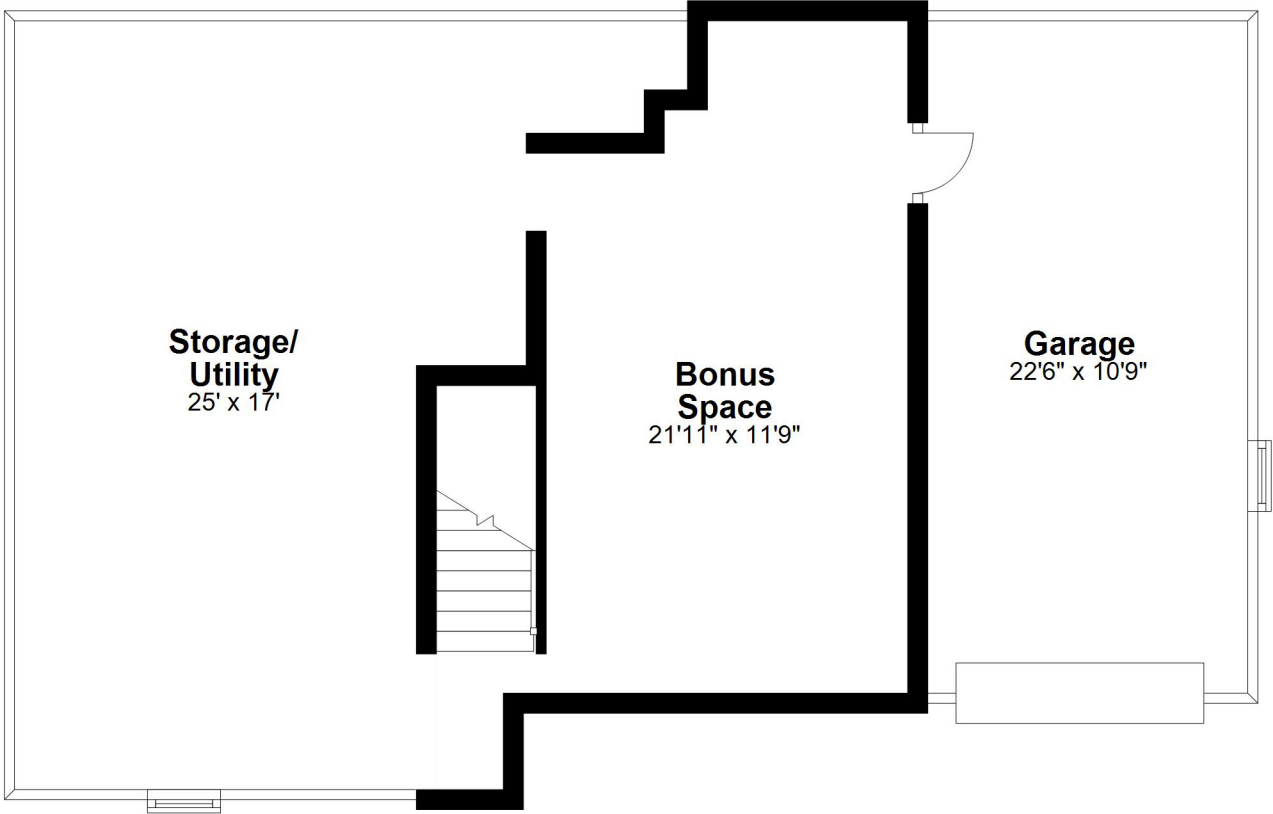 Storage/
Utility
25' x 17'
Bonus
Space
21'11" x 11'9"
Garage
22'6" x 10'9"